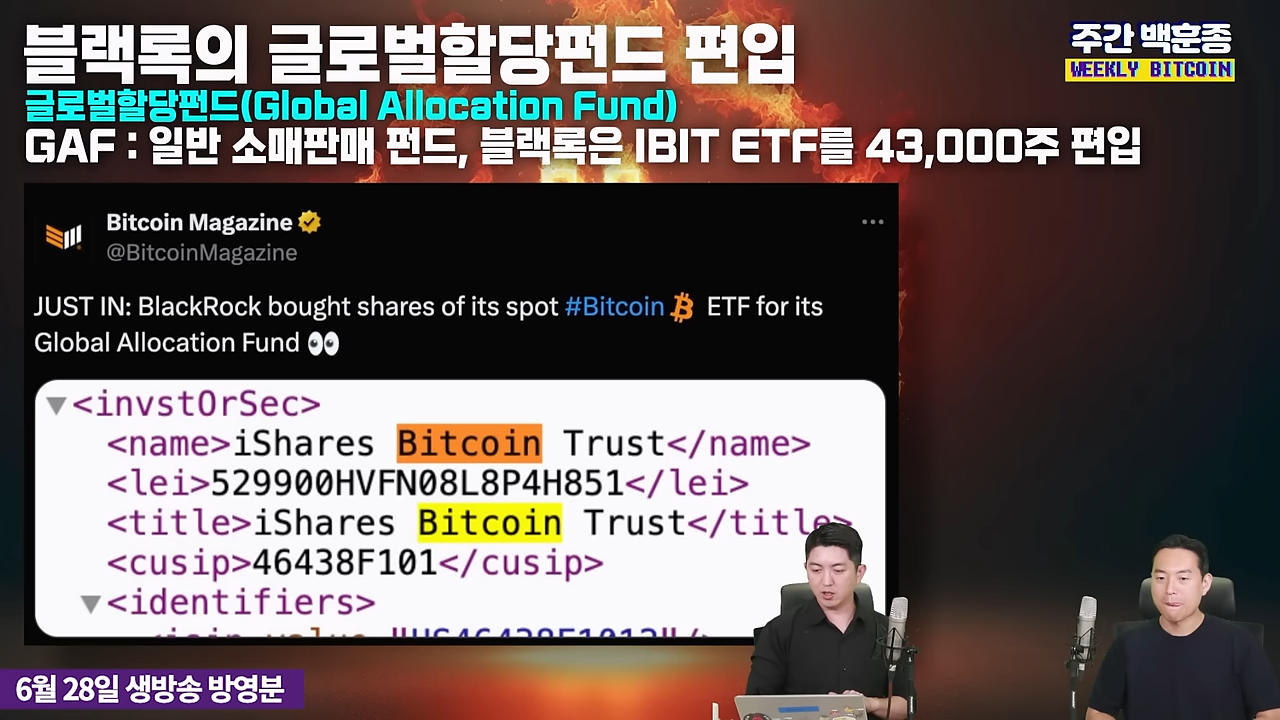 블랙록의 글로벌할당펀드 편입
주간 백훈종
WEEKLY BITCOIN
글로벌할당펀드(Global Allocation Fund)
GAF : 일반 소매판매 펀드, 블랙록은 IBIT ETF를 43,000주 편입
Bitcoin Magazine
@BitcoinMagazine
JUST IN: BlackRock bought shares of its spot #Bitcoin ETF for its
Global Allocation Fund 👀
<invstOrSec>
<name>iShares Bitcoin Trust</name>
<lei>529900HVFN08L8P4H851</lei>
<title>iShares Bitcoin Trust</title>
<cusip>46438F101</cusip>
<identifiers>
6월 28일 생방송 방영분